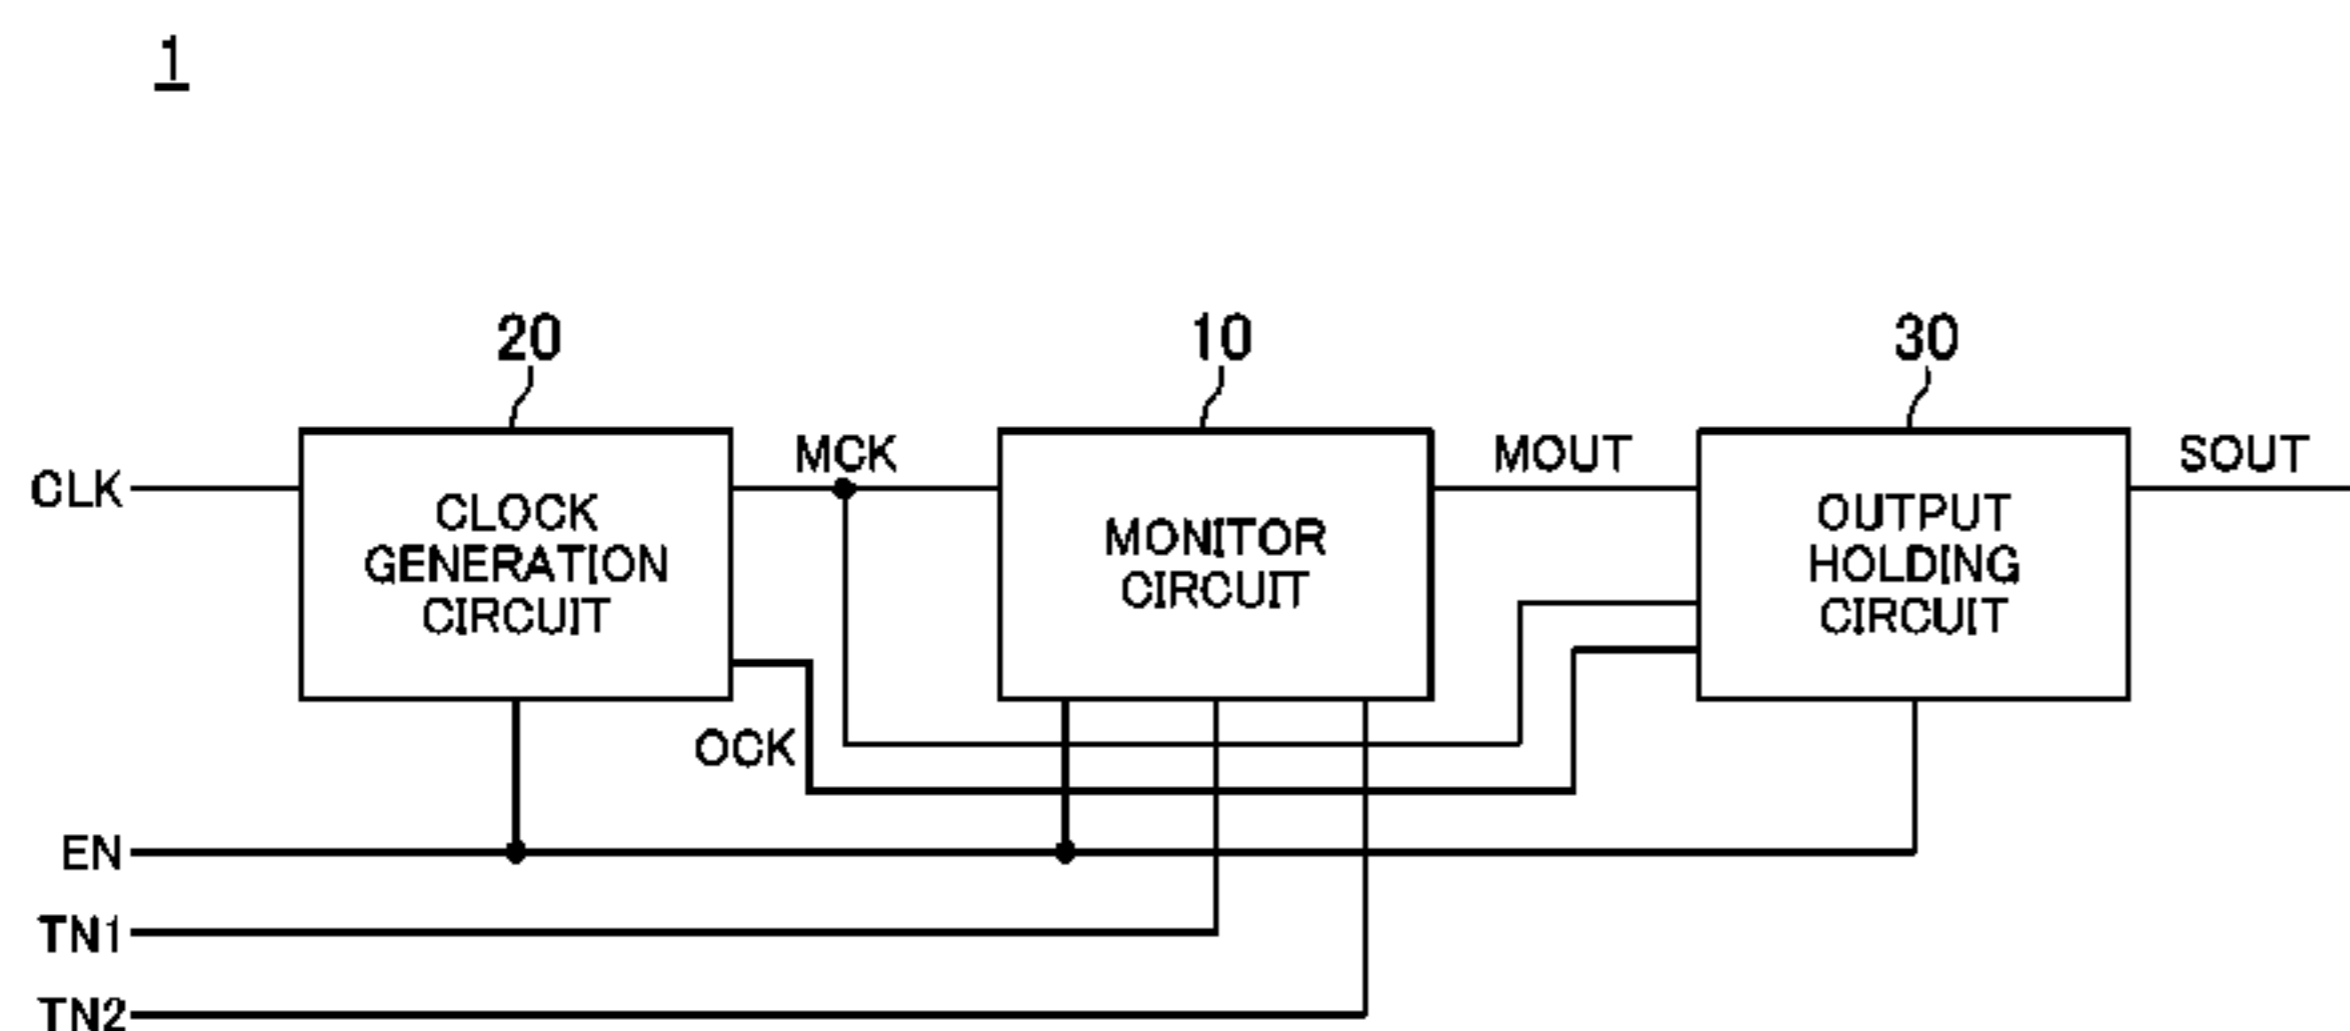 1
20
10
30
CLK
MCK
MOUT
SOUT
CLOCK
GENERATION
CIRCUIT
MONITOR
CIRCUIT
OUTPUT
HOLDING
CIRCUIT
OCK
EN
TN1
TN2